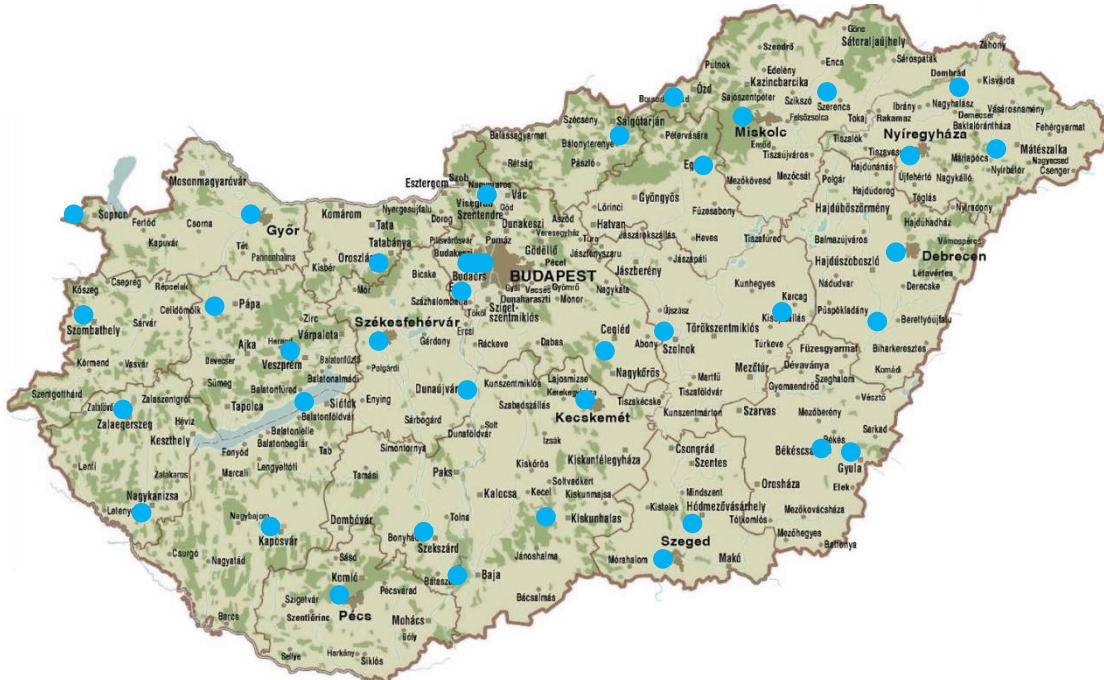 Gönc
Sátoraljaújhely
Szendrő
Záhony
Putnok
Edelény
Encs
Sárospatak
Ózd
Kazincbarcika
Dombrád
Kisvárda
Sajószentpéter
Szikszó
Szerencs
Ibrány
Nagyhalász
Vásárosnamény
Szécsény
Salgótarján
Felsőzsolca
Tokaj
Rakamaz
Demecser
Miskolc
Baktalórántháza
Fehérgyarmat
Balassagyarmat
Pétervására
Emőd
Tiszalök
Nyíregyháza
Bátonyterenye
Tiszaújváros
Mátészalka
Rétság
Pásztó
Hajdúnánás
Máriapócs
Nagyecsed
Mezőkövesd
Mezőcsát
Polgár
Újfehértó
Nagykálló
Nyírbátor
Csenger
Mosonmagyaróvár
Esztergom
Szob
Nagymaros
Vác
Gyöngyös
Hajdúdorog
Téglás
Nyíradony
Visegrád
Göd
Lőrinci
Füzesabony
Hajdúböszörmény
Sopron
Fertőd
Csorna
Győr
Komárom
Nyergesújfalu
Dorog
Szentendre
Dunakeszi
Aszód
Hatvan
Hajdúhadház
Tata
Veresegyház
Jászárokszállás
Heves
Tiszafüred
Balmazújváros
Vámospércs
Kapuvár
Tét
Tatabánya
Pilisvörösvár
Pomáz
Tura
Pannonhalma
Oroszlány
Budakeszi
Gödöllő
Jászfényszaru
Jászapáti
Hajdúszoboszló
Debrecen
Kisbér
Bicske
Budaörs
Pécel
BUDAPEST
Jászberény
Létavértes
Kőszeg
Csepreg
Répcelak
Mór
Gyál
Vecsés
Gyömrő
Nagykáta
Kunhegyes
Nádudvar
Derecske
Celldömölk
Pápa
Százhalombatta
Dunaharaszti
Monor
Karcag
Püspökladány
Szombathely
Sárvár
Zirc
Tököl
Sziget-
szentmiklós
Újszász
Kisújszállás
Berettyóújfalu
Várpalota
Székesfehérvár
Ercsi
Cegléd
Törökszentmiklós
Ajka
Herend
Gárdony
Ráckeve
Dabas
Abony
Szolnok
Túrkeve
Füzesgyarmat
Biharkeresztes
Körmend
Vasvár
Devecser
Veszprém
Balatonfűzfő
Polgárdi
Nagykőrös
Mezőtúr
Dévaványa
Komádi
Szentgotthárd
Zalaszentgrót
Sümeg
Balatonalmádi
Dunaújváros
Kunszentmiklós
Lajosmizse
Martfű
Szeghalom
Balatonfüred
Kerekegyháza
Gyomaendrőd
Vésztő
Zalaegerszeg
Hévíz
Tapolca
Siófok
Enying
Szabadszállás
Kecskemét
Tiszakécske
Tiszaföldvár
Balatonföldvár
Sárbogárd
Kunszentmárton
Szarvas
Mezőberény
Keszthely
Balatonlelle
Dunaföldvár
Solt
Sarkad
Balatonboglár
Tab
Simontornya
Izsák
Csongrád
Békés
Fonyód
Békéscsaba
Lenti
Zalakaros
Marcali
Lengyeltóti
Tamási
Paks
Kiskőrös
Kiskunfélegyháza
Szentes
Gyula
Soltvadkert
Orosháza
Elek
Nagykanizsa
Kalocsa
Kecel
Kiskunmajsa
Mindszent
Letenye
Nagybajom
Dombóvár
Tolna
Kistelek
Hódmezővásárhely
Mezőkovácsháza
Kaposvár
Bonyhád
Szekszárd
Kiskunhalas
Tótkomlós
Csurgó
Nagyatád
Szeged
Mezőhegyes
Battonya
Sásd
Jánoshalma
Mórahalom
Makó
Komló
Bátaszék
Baja
Szigetvár
Pécsvárad
Bácsalmás
Barcs
Szentlőrinc
Pécs
Mohács
Bóly
Sellye
Harkány
Siklós